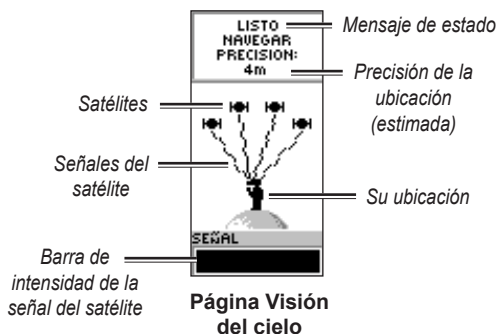 LISTO
NAVEGAR
PRECISION:
4m
Mensaje de estado
Precisión de la
ubicación
(estimada)
Satélites
Señales del
satélite
Su ubicación
SEÑAL
Barra de
intensidad de la
señal del satélite
Página Visión
del cielo